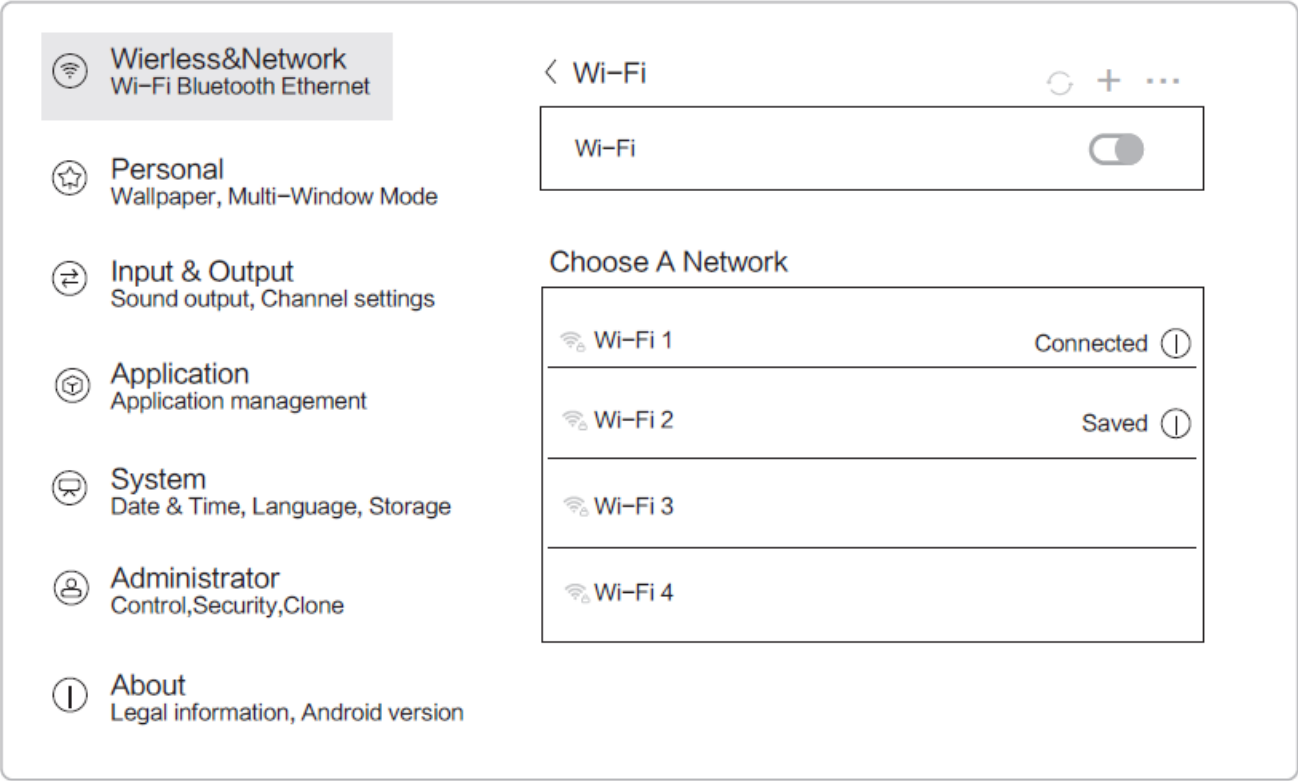 Wierless&Network
Wi-Fi Bluetooth Ethernet
Personal
Wallpaper, Multi-Window Mode
Input & Output
Sound output, Channel settings
Application
Application management
System
Date & Time, Language, Storage
Administrator
Control,Security,Clone
About
Legal information, Android version
Wi-Fi
Wi-Fi
Choose A Network
Wi-Fi 1 Connected
Wi-Fi 2 Saved
Wi-Fi 3
Wi-Fi 4